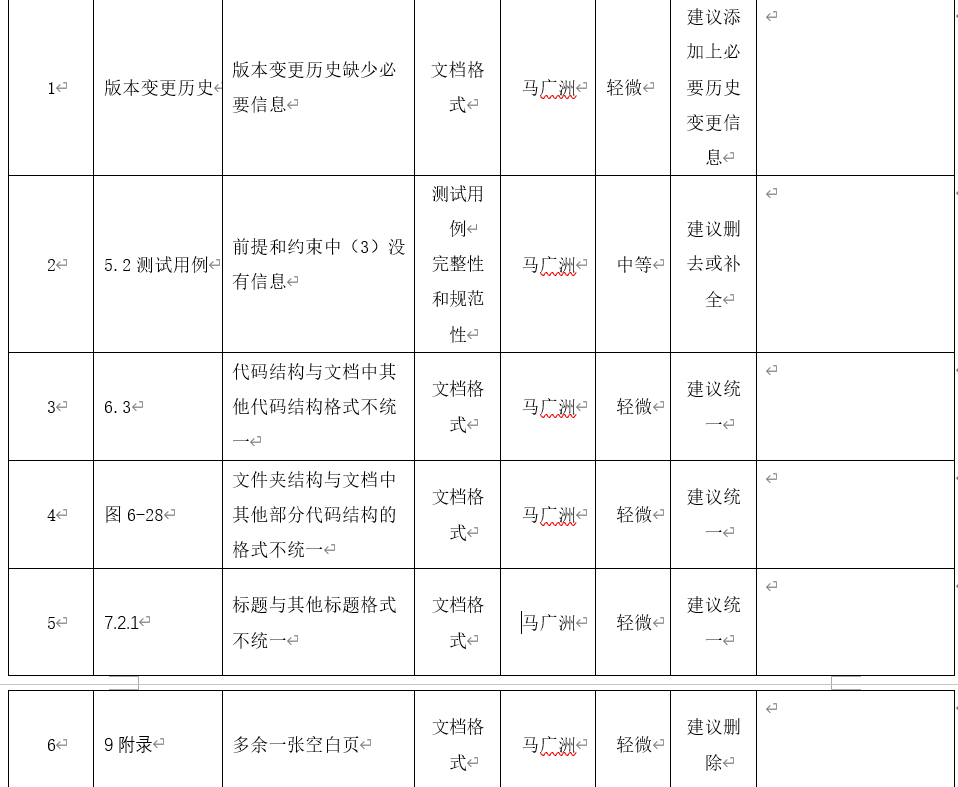 1
版本变更历史
版本变更历史缺少必
要信息
文档格
式
马广洲
轻微
建议添
加上必
要历史
变更信
息
2
5.2 测试用例
前提和约束中（3）没
有信息
测试用
例
完整性
和规范
性
马广洲
中等
建议删
去或补
全
3
6.3
代码结构与文档中其
他代码结构格式不统
一
文档格
式
马广洲
轻微
建议统
一
4
图 6-28
文件夹结构与文档中
其他部分代码结构的
格式不统一
文档格
式
马广洲
轻微
建议统
一
5
7.2.1
标题与其他标题格式
不统一
文档格
式
马广洲
轻微
建议统
一
6
9 附录
多余一张空白页
文档格
式
马广洲
轻微
建议删
除